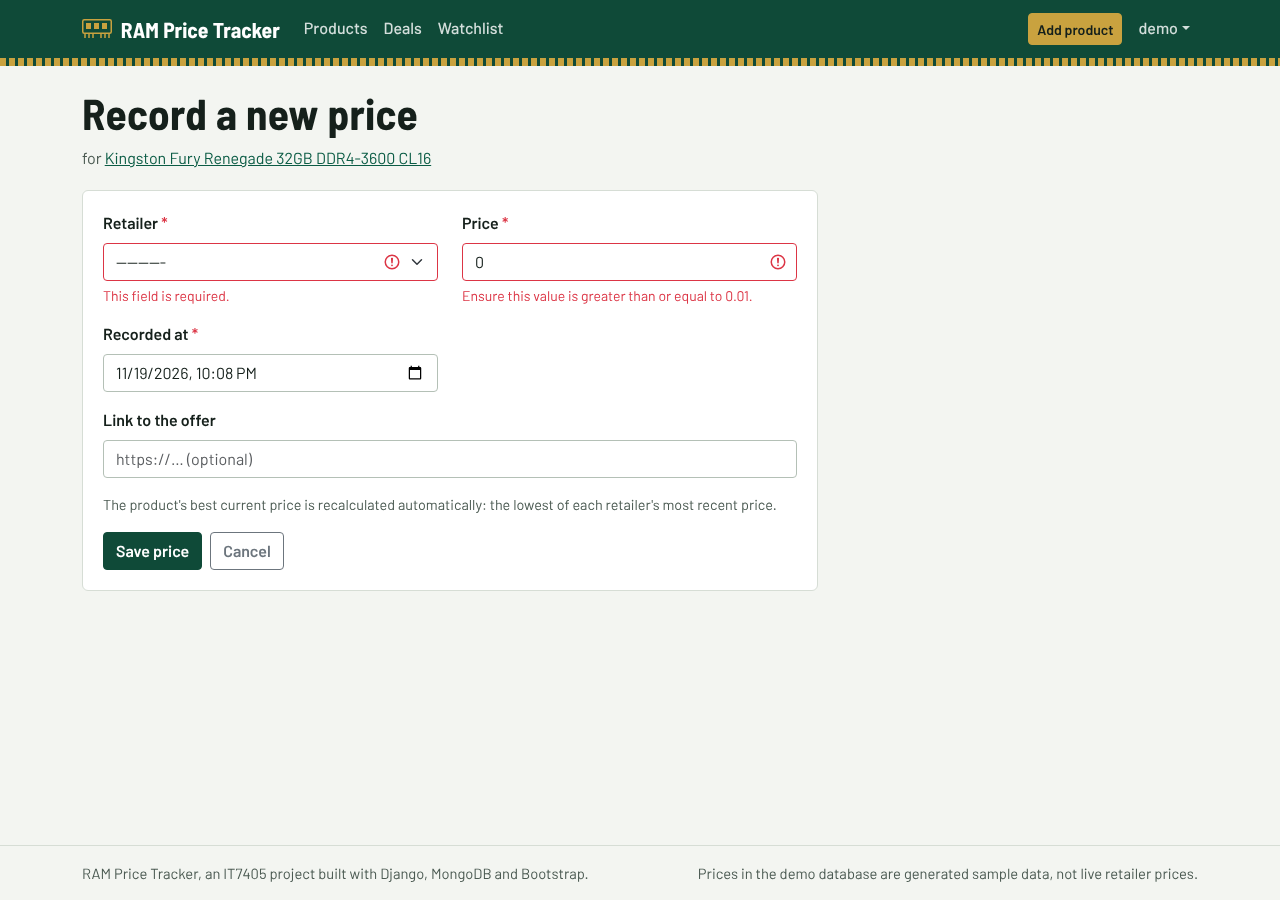 RAM Price Tracker Products Deals Watchlist Add product demo
Record a new price
for Kingston Fury Renegade 32GB DDR4-3600 CL16
Retailer * Price *
--------- 0
This field is required. Ensure this value is greater than or equal to 0.01.
Recorded at *
11/19/2026, 10:08 PM
Link to the offer
https://... (optional)
The product's best current price is recalculated automatically: the lowest of each retailer's most recent price.
Save price Cancel
RAM Price Tracker, an IT7405 project built with Django, MongoDB and Bootstrap. Prices in the demo database are generated sample data, not live retailer prices.